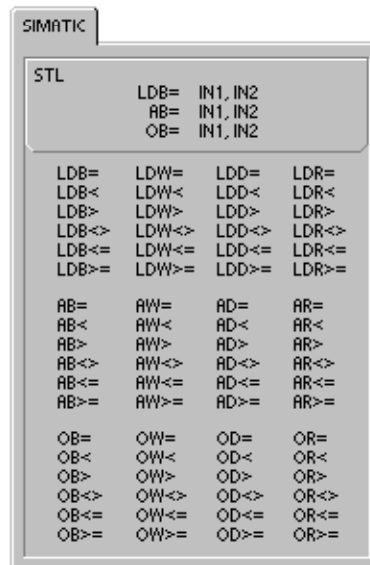 SIMATIC
STL
LDB= IN1, IN2
AB= IN1, IN2
OB= IN1, IN2
LDB= LDW= LDD= LDR=
LDB< LDW< LDD< LDR<
LDB> LDW> LDD> LDR>
LDB<> LDW<> LDD<> LDR<>
LDB<= LDW<= LDD<= LDR<=
LDB>= LDW>= LDD>= LDR>=
AB= AW= AD= AR=
AB< AW< AD< AR<
AB> AW> AD> AR>
AB<> AW<> AD<> AR<>
AB<= AW<= AD<= AR<=
AB>= AW>= AD>= AR>=
OB= OW= OD= OR=
OB< OW< OD< OR<
OB> OW> OD> OR>
OB<> OW<> OD<> OR<>
OB<= OW<= OD<= OR<=
OB>= OW>= OD>= OR>=